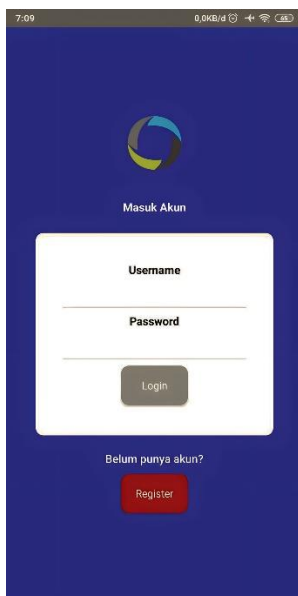 7:09 0,0KB/d
Masuk Akun
Username
Password
Login
Belum punya akun?
Register